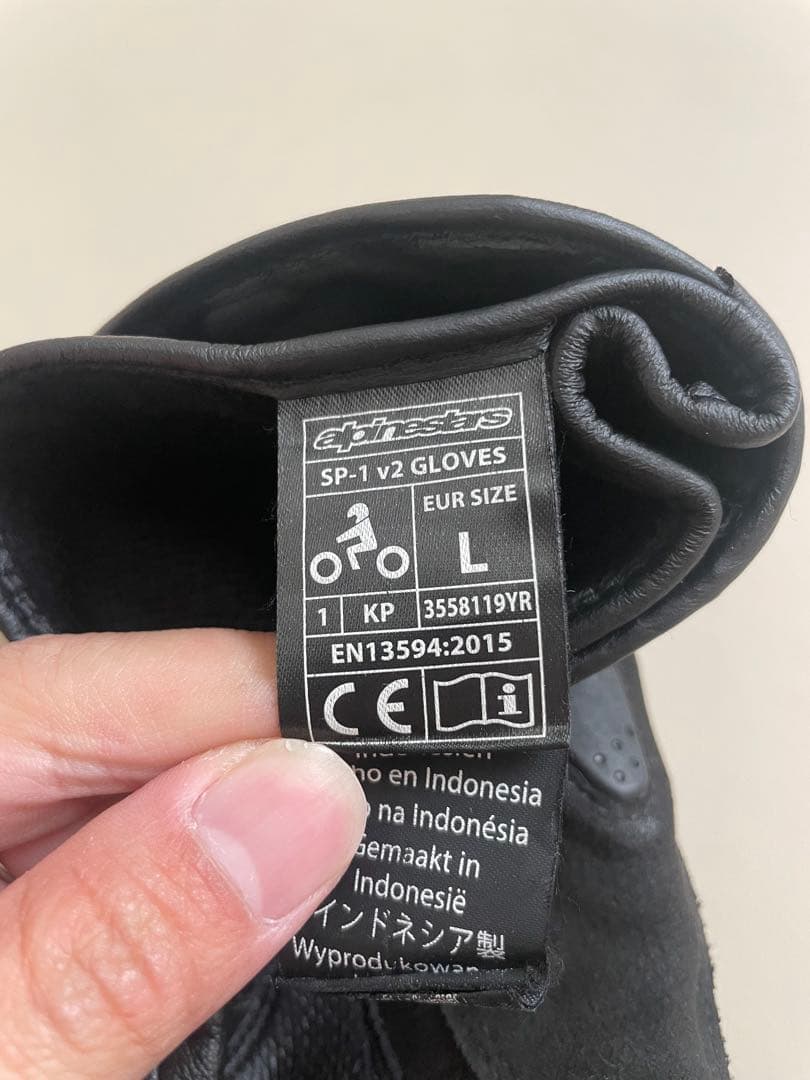 alpinestars
SP-1 v2 GLOVES
EUR SIZE
L
1 KP 3558119YR
EN13594:2015
CE
i
en Indonesia
na Indonésia
Gemaakt in
Indonesië
インドネシア製
Wyprodukowan